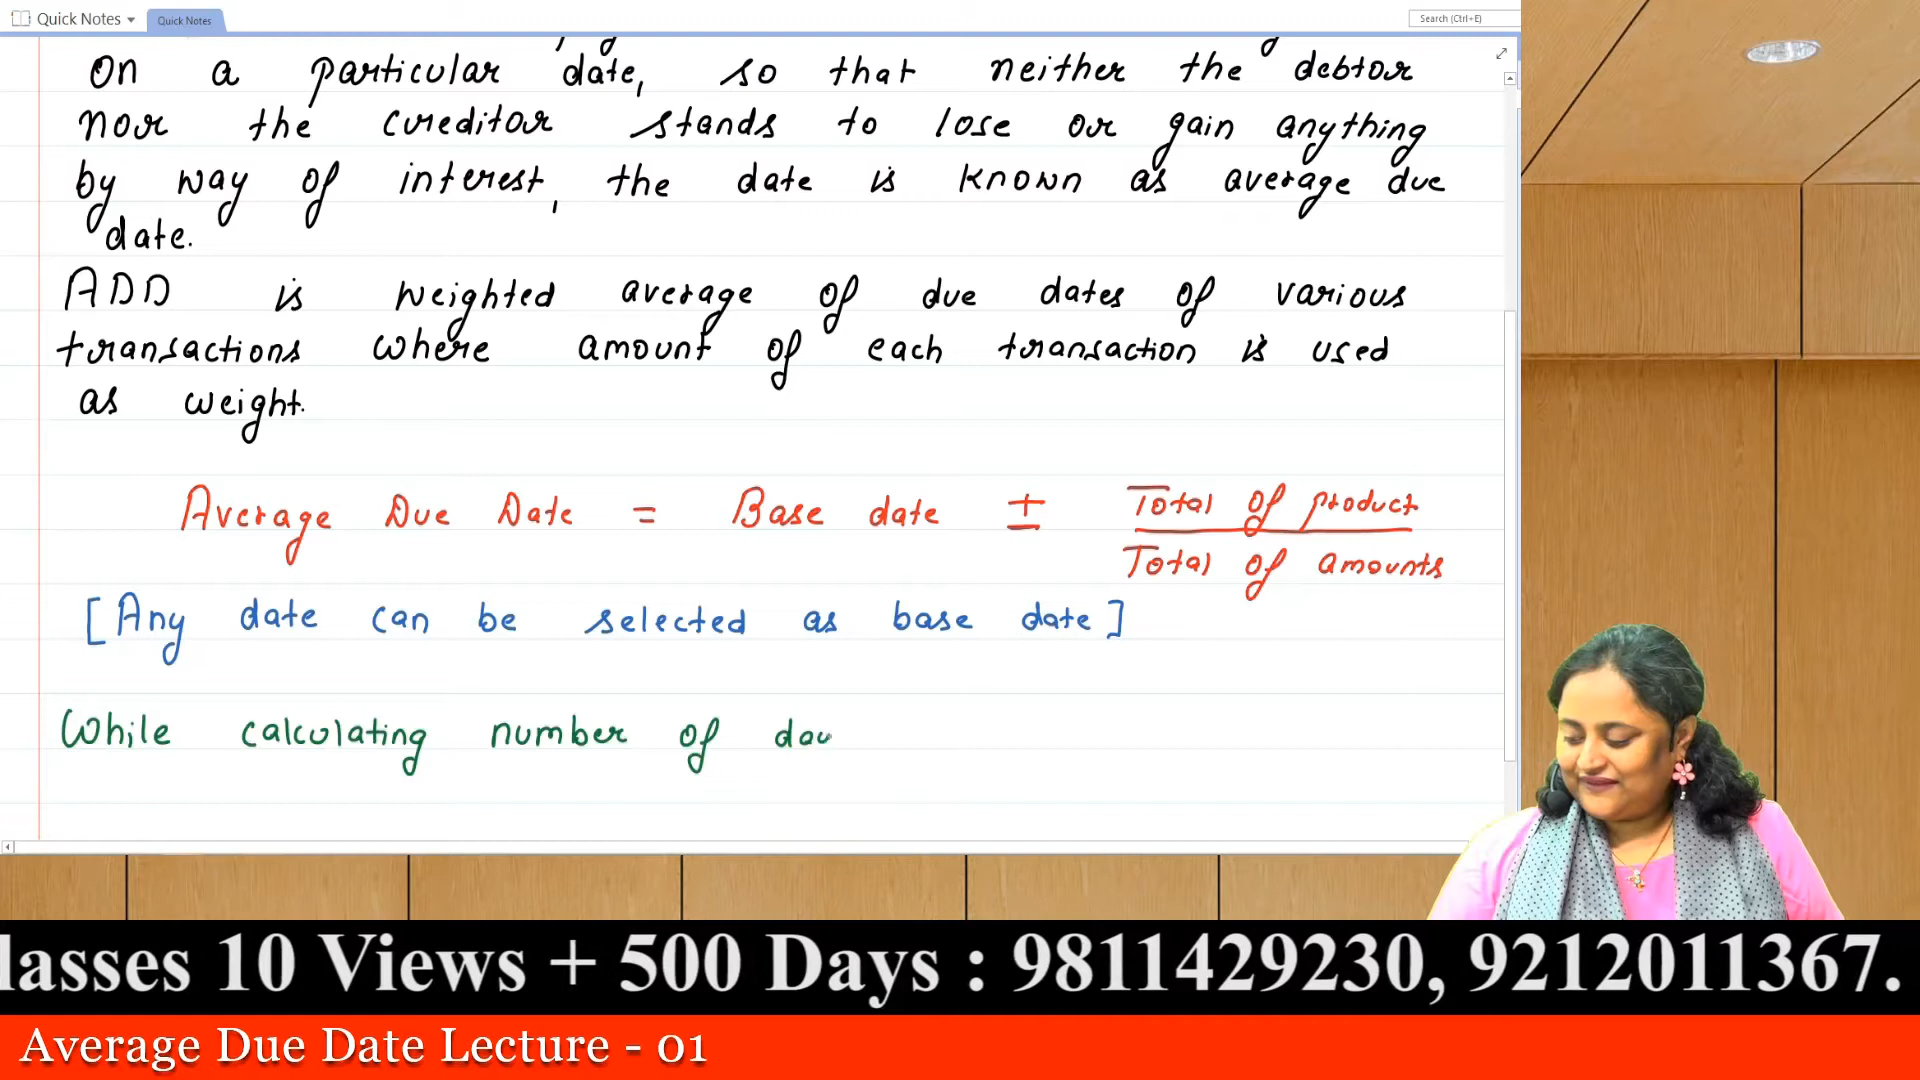 Quick Notes
Quick Notes
Search (Ctrl+E)
On a particular date, so that neither the debtor
nor the creditor stands to lose or gain anything
by way of interest, the date is known as average due
date.
ADD is weighted average of due dates of various
transactions where amount of each transaction is used
as weight.
Average Due Date = Base date ± Total of product
Total of amounts
[Any date can be selected as base date]
While calculating number of day
lasses 10 Views + 500 Days : 9811429230, 9212011367.
Average Due Date Lecture - 01